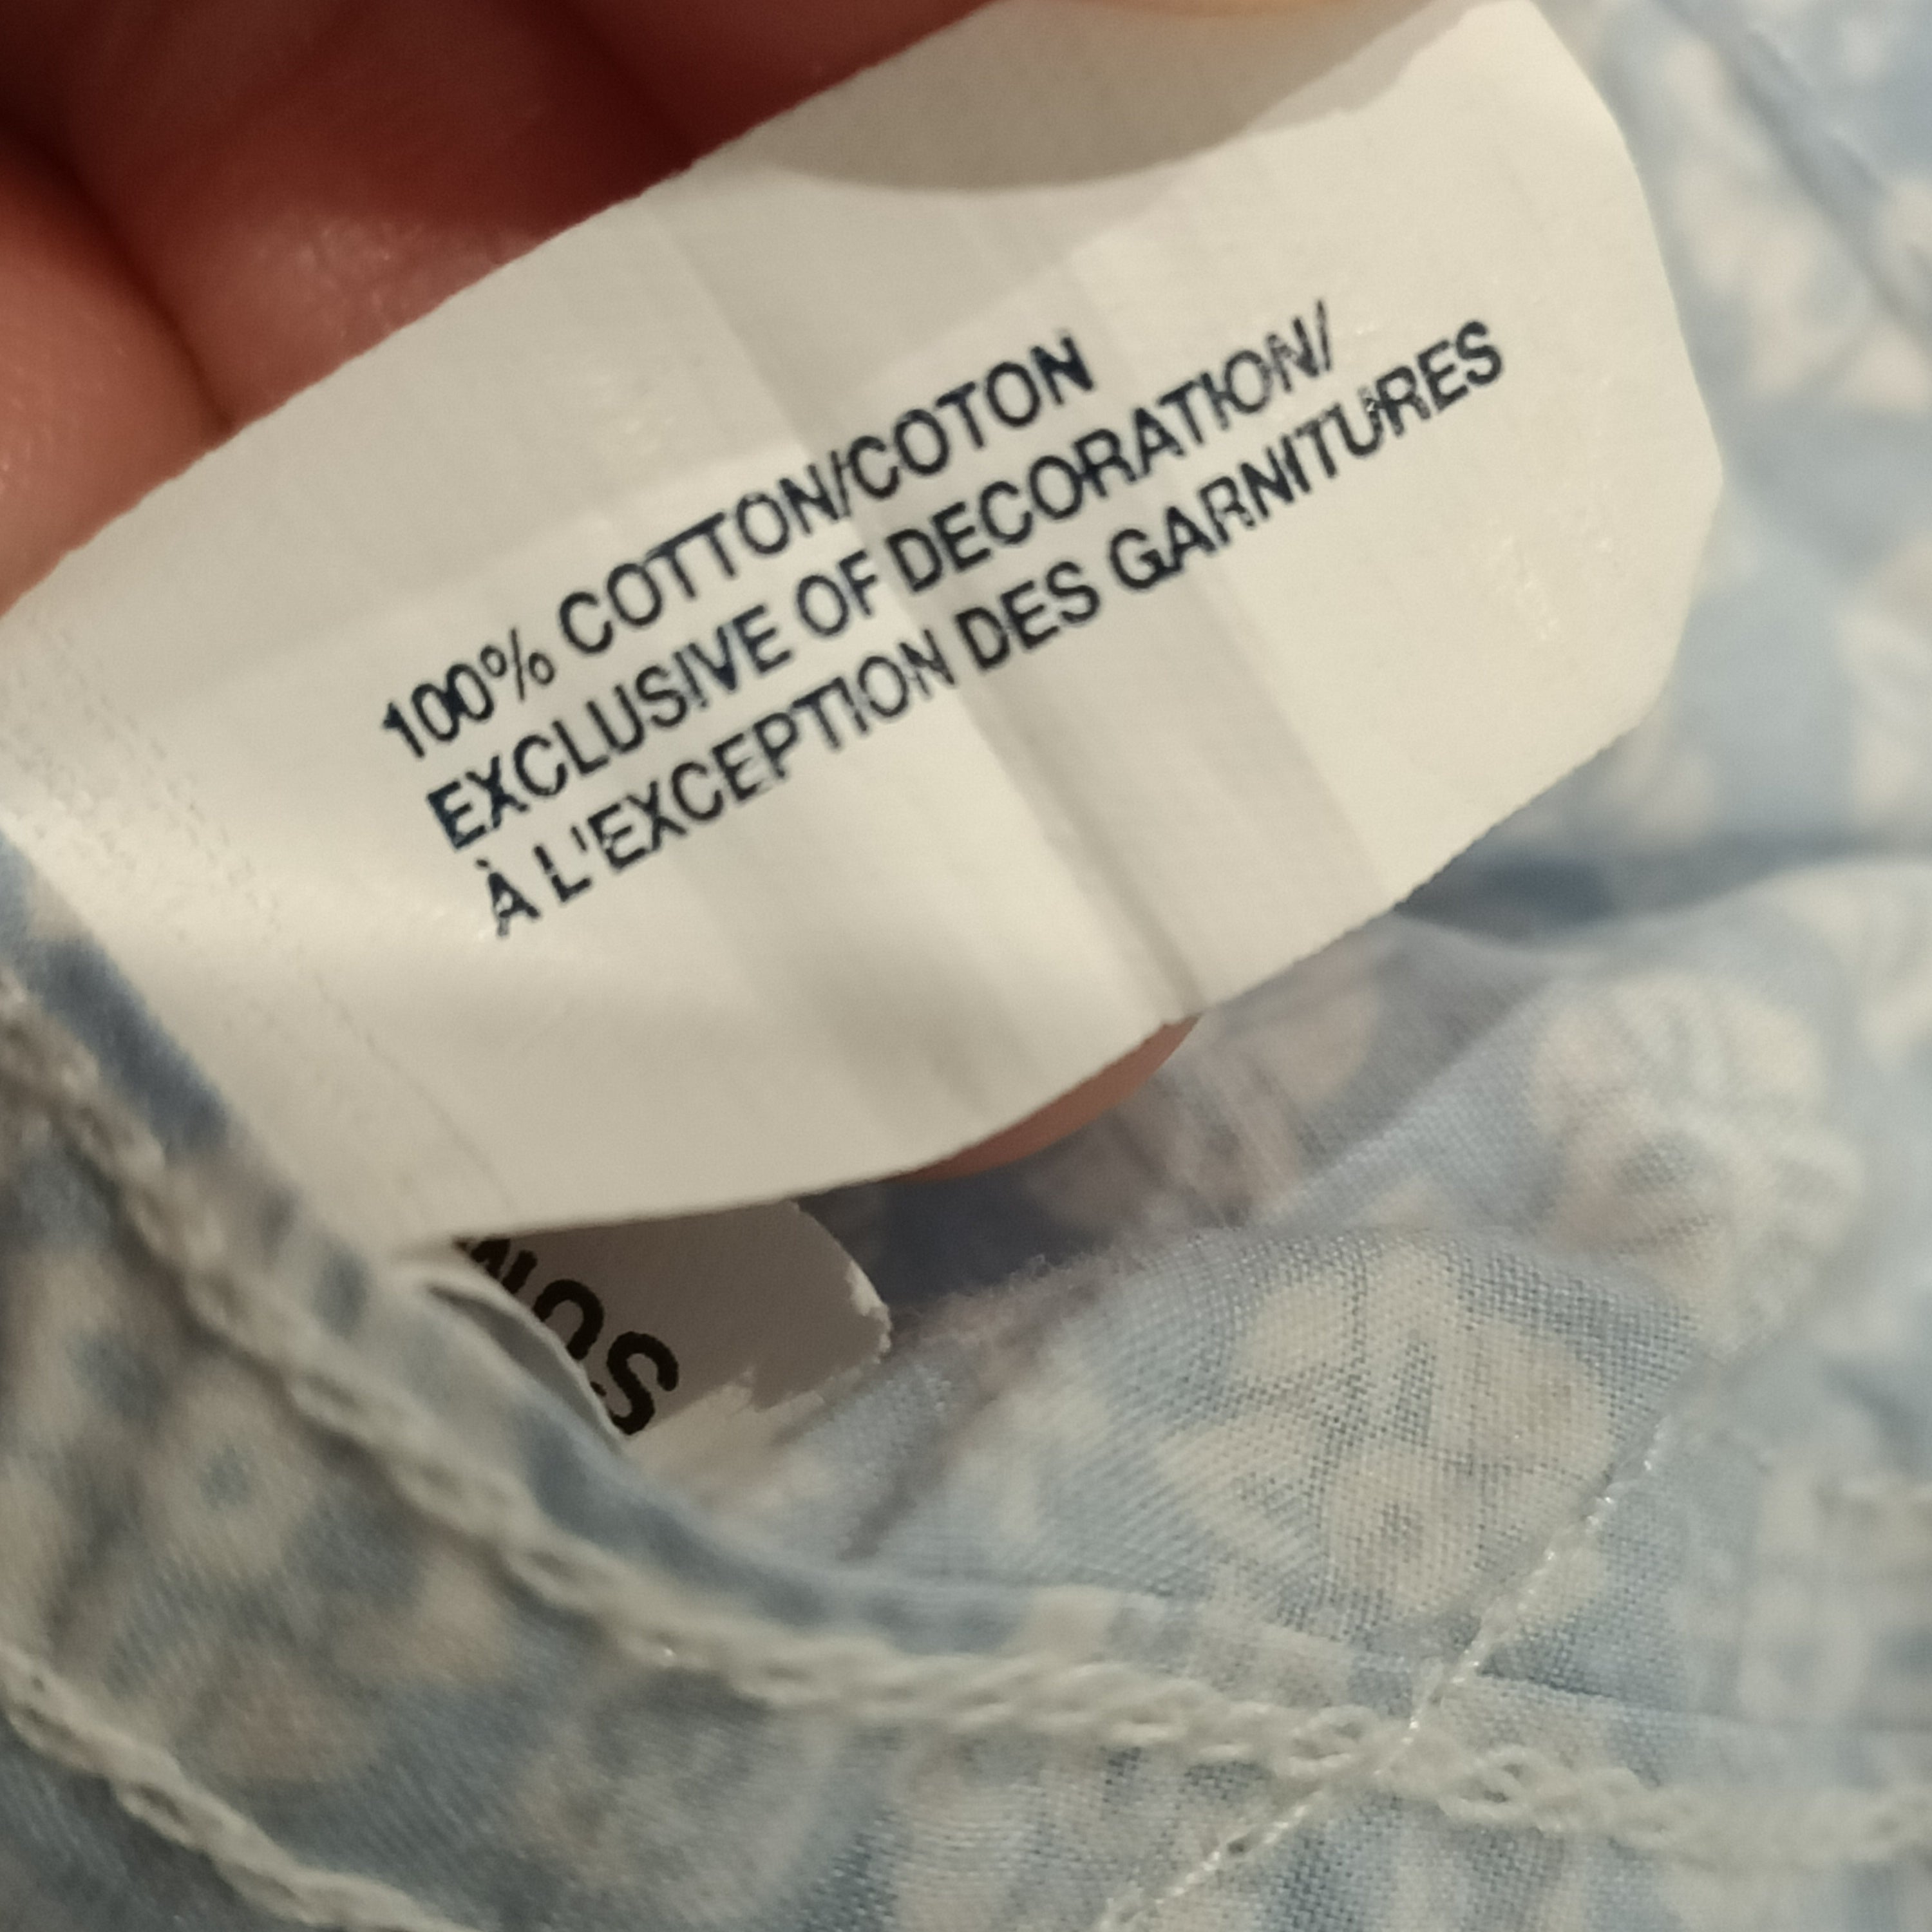 100% COTTON/COTON
EXCLUSIVE OF DECORATION/
À L'EXCEPTION DES GARNITURES